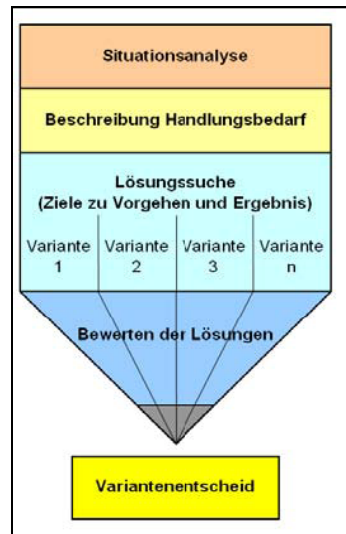 Situationsanalyse
Beschreibung Handlungsbedarf
Lösungssuche
(Ziele zu Vorgehen und Ergebnis)
Variante 1
Variante 2
Variante 3
Variante n
Bewerten der Lösungen
Variantenentscheid